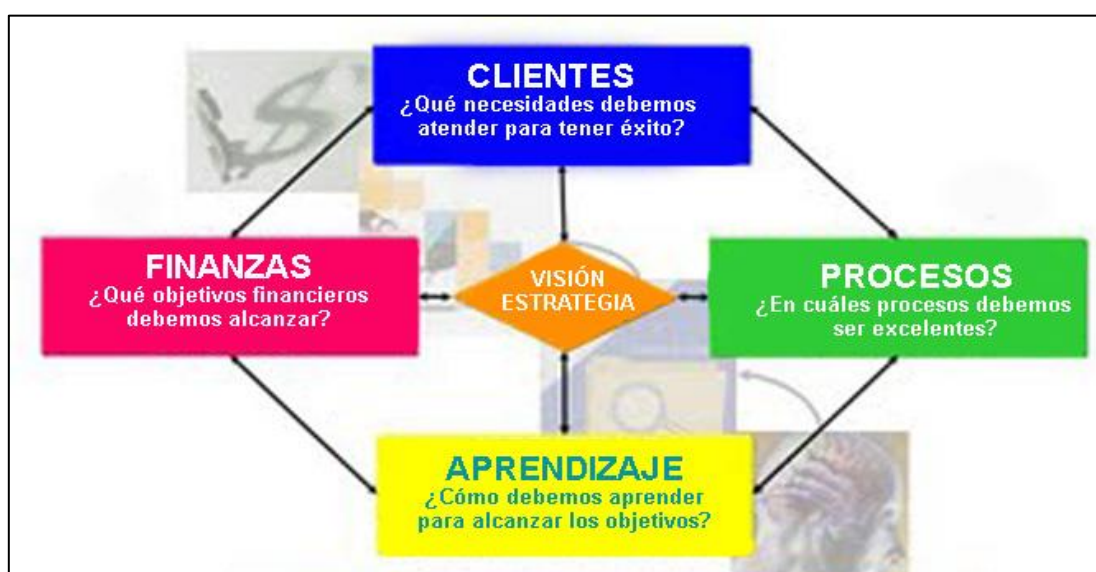 CLIENTES
¿Qué necesidades debemos
atender para tener éxito?
FINANZAS
¿Qué objetivos financieros
debemos alcanzar?
VISIÓN
ESTRATEGIA
PROCESOS
¿En cuáles procesos debemos
ser excelentes?
APRENDIZAJE
¿Cómo debemos aprender
para alcanzar los objetivos?